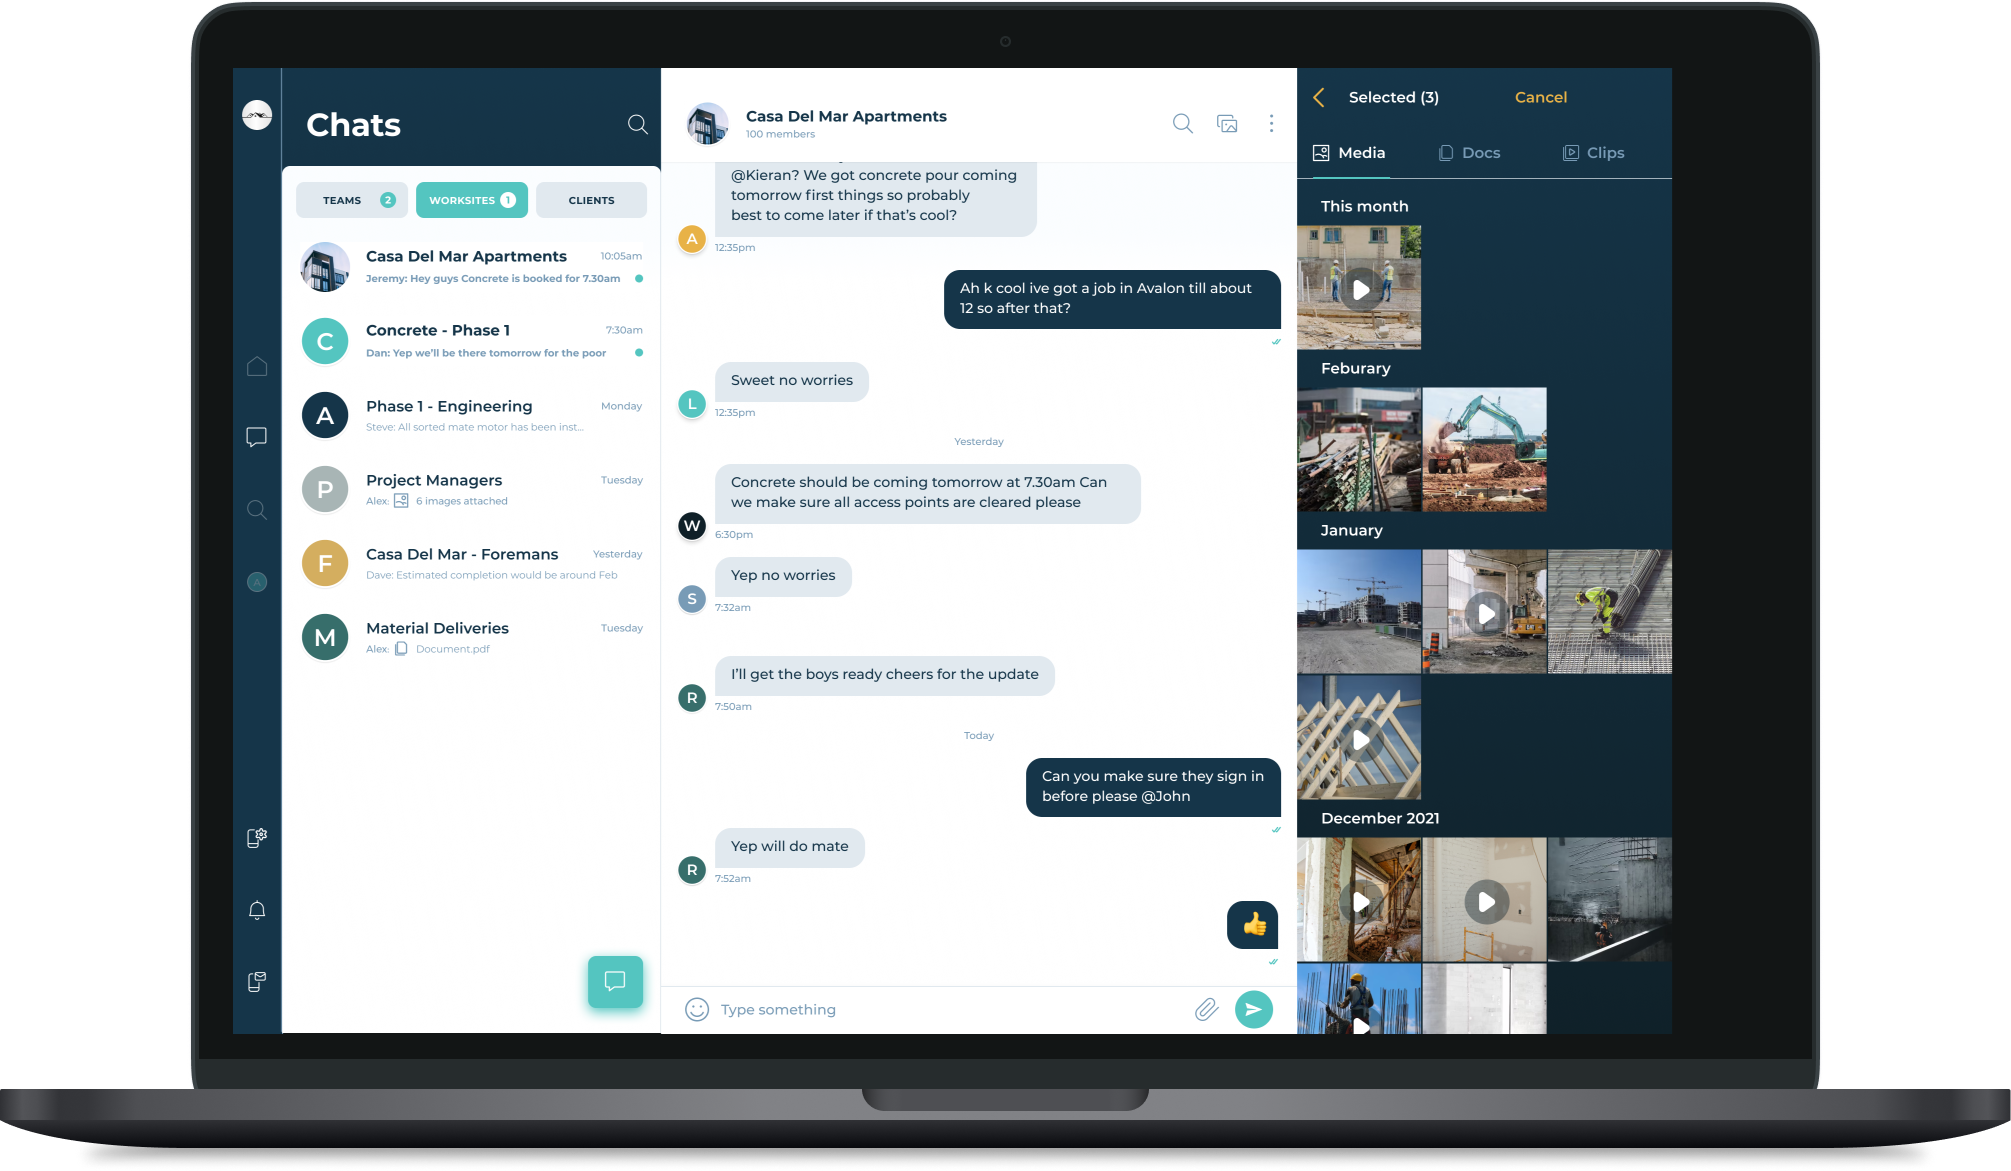 Chats
TEAMS 2
WORKSITES 1
CLIENTS
Casa Del Mar Apartments 10:05am
Jeremy: Hey guys Concrete is booked for 7.30am
C
Concrete - Phase 1 7:30am
Dan: Yep we'll be there tomorrow for the poor
A
Phase 1 - Engineering Monday
Steve: All sorted mate motor has been inst...
P
Project Managers Tuesday
Alex: 6 images attached
F
Casa Del Mar - Foremans Yesterday
Dave: Estimated completion would be around Feb
M
Material Deliveries Tuesday
Alex: Document.pdf
A
Casa Del Mar Apartments
100 members
@Kieran? We got concrete pour coming
tomorrow first things so probably
best to come later if that's cool?
A
12:35pm
Ah k cool ive got a job in Avalon till about
12 so after that?
Sweet no worries
L
12:35pm
Yesterday
Concrete should be coming tomorrow at 7.30am Can
we make sure all access points are cleared please
W
6:30pm
Yep no worries
S
7:32am
I'll get the boys ready cheers for the update
R
7:50am
Today
Can you make sure they sign in
before please @John
Yep will do mate
R
7:52am
Type something
Selected (3) Cancel
Media Docs Clips
This month
Feburary
January
December 2021